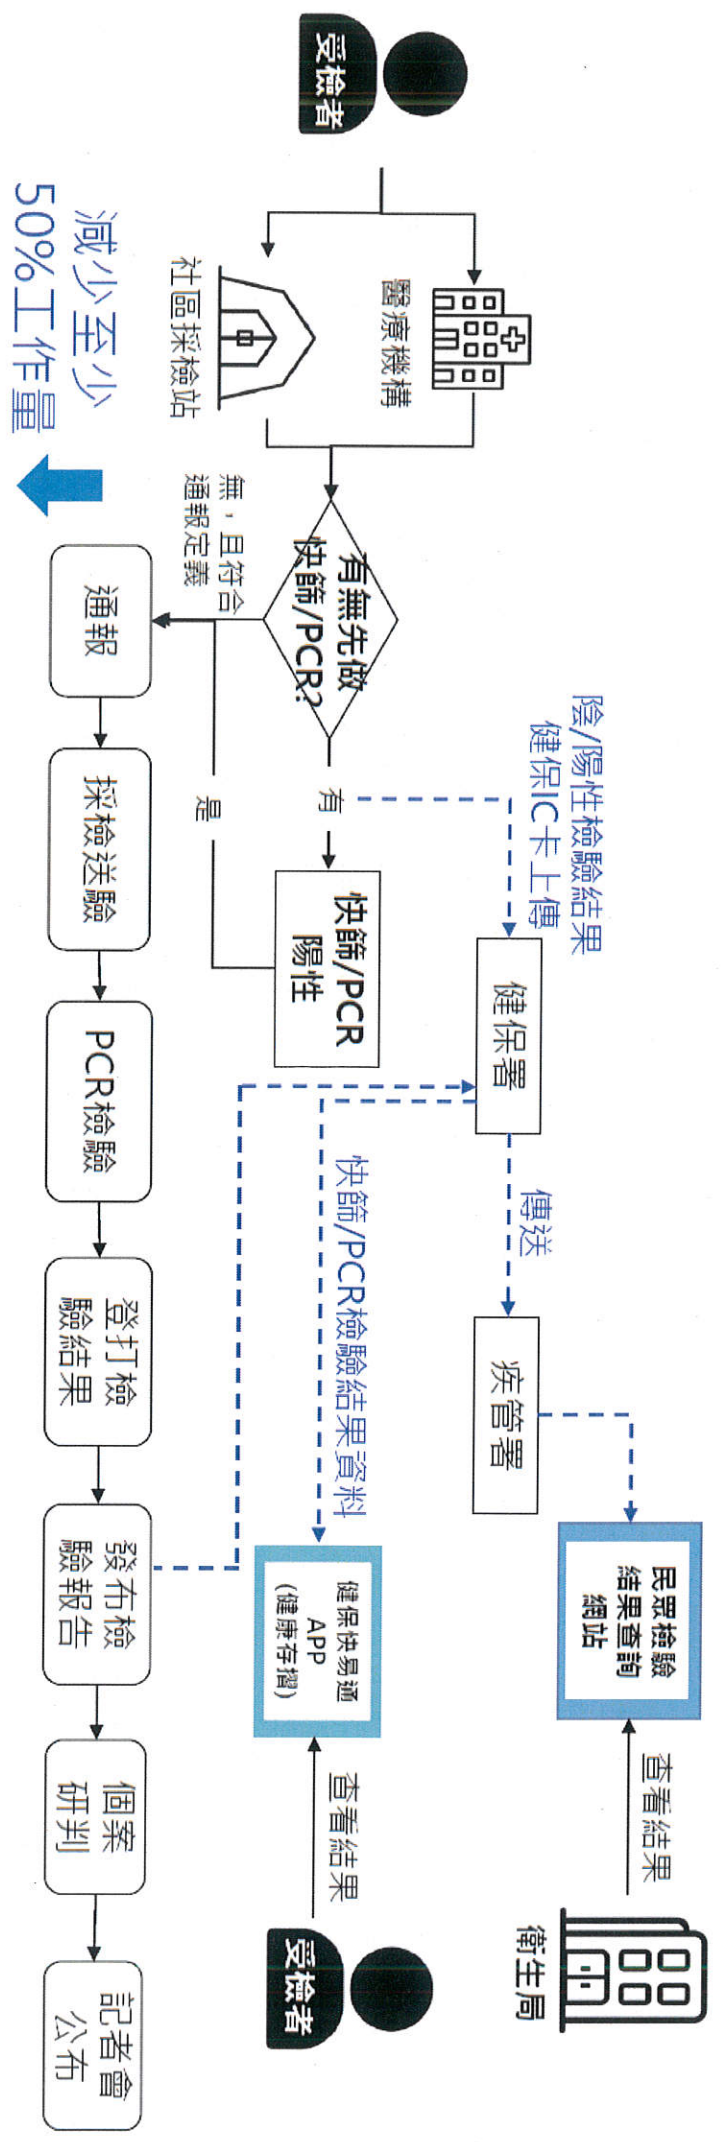 受檢者
醫療機構
社區採檢站
減少至少
50%工作量
有無先做
快篩/PCR?
無，且符合
通報定義
有
是
快篩/PCR
陽性
陰/陽性檢驗結果
健保IC卡上傳
健保署
傳送
疾管署
民眾檢驗
結果查詢
網站
查看結果
衛生局
快篩/PCR檢驗結果資料
健保快易通
APP
(健康存摺)
查看結果
受檢者
通報
採檢送驗
PCR檢驗
登打檢
驗結果
發布檢
驗報告
個案
研判
記者會
公布